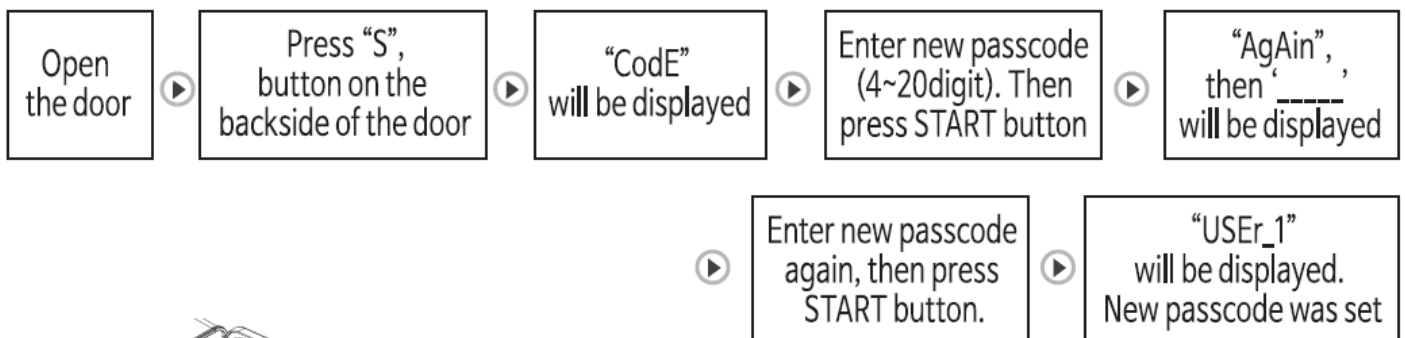 Open
the door
Press “S”,
button on the
backside of the door
“CodE”
will be displayed
Enter new passcode
(4~20digit). Then
press START button
“AgAin”,
then ‘_____ ’
will be displayed
Enter new passcode
again, then press
START button.
“USEr_1”
will be displayed.
New passcode was set